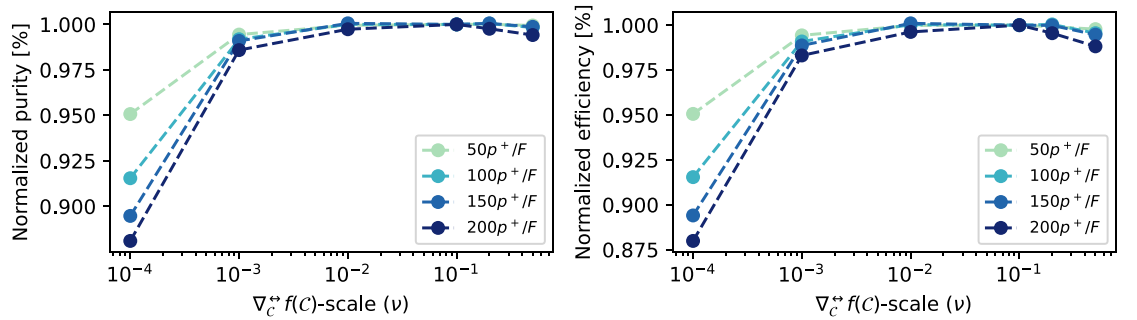 Normalized purity [%]
1.000
0.975
0.950
0.925
0.900
50p⁺/F
100p⁺/F
150p⁺/F
200p⁺/F
10⁻⁴ 10⁻³ 10⁻² 10⁻¹
∇_C^↔ f(C)-scale (ν)
Normalized efficiency [%]
1.000
0.975
0.950
0.925
0.900
0.875
50p⁺/F
100p⁺/F
150p⁺/F
200p⁺/F
10⁻⁴ 10⁻³ 10⁻² 10⁻¹
∇_C^↔ f(C)-scale (ν)